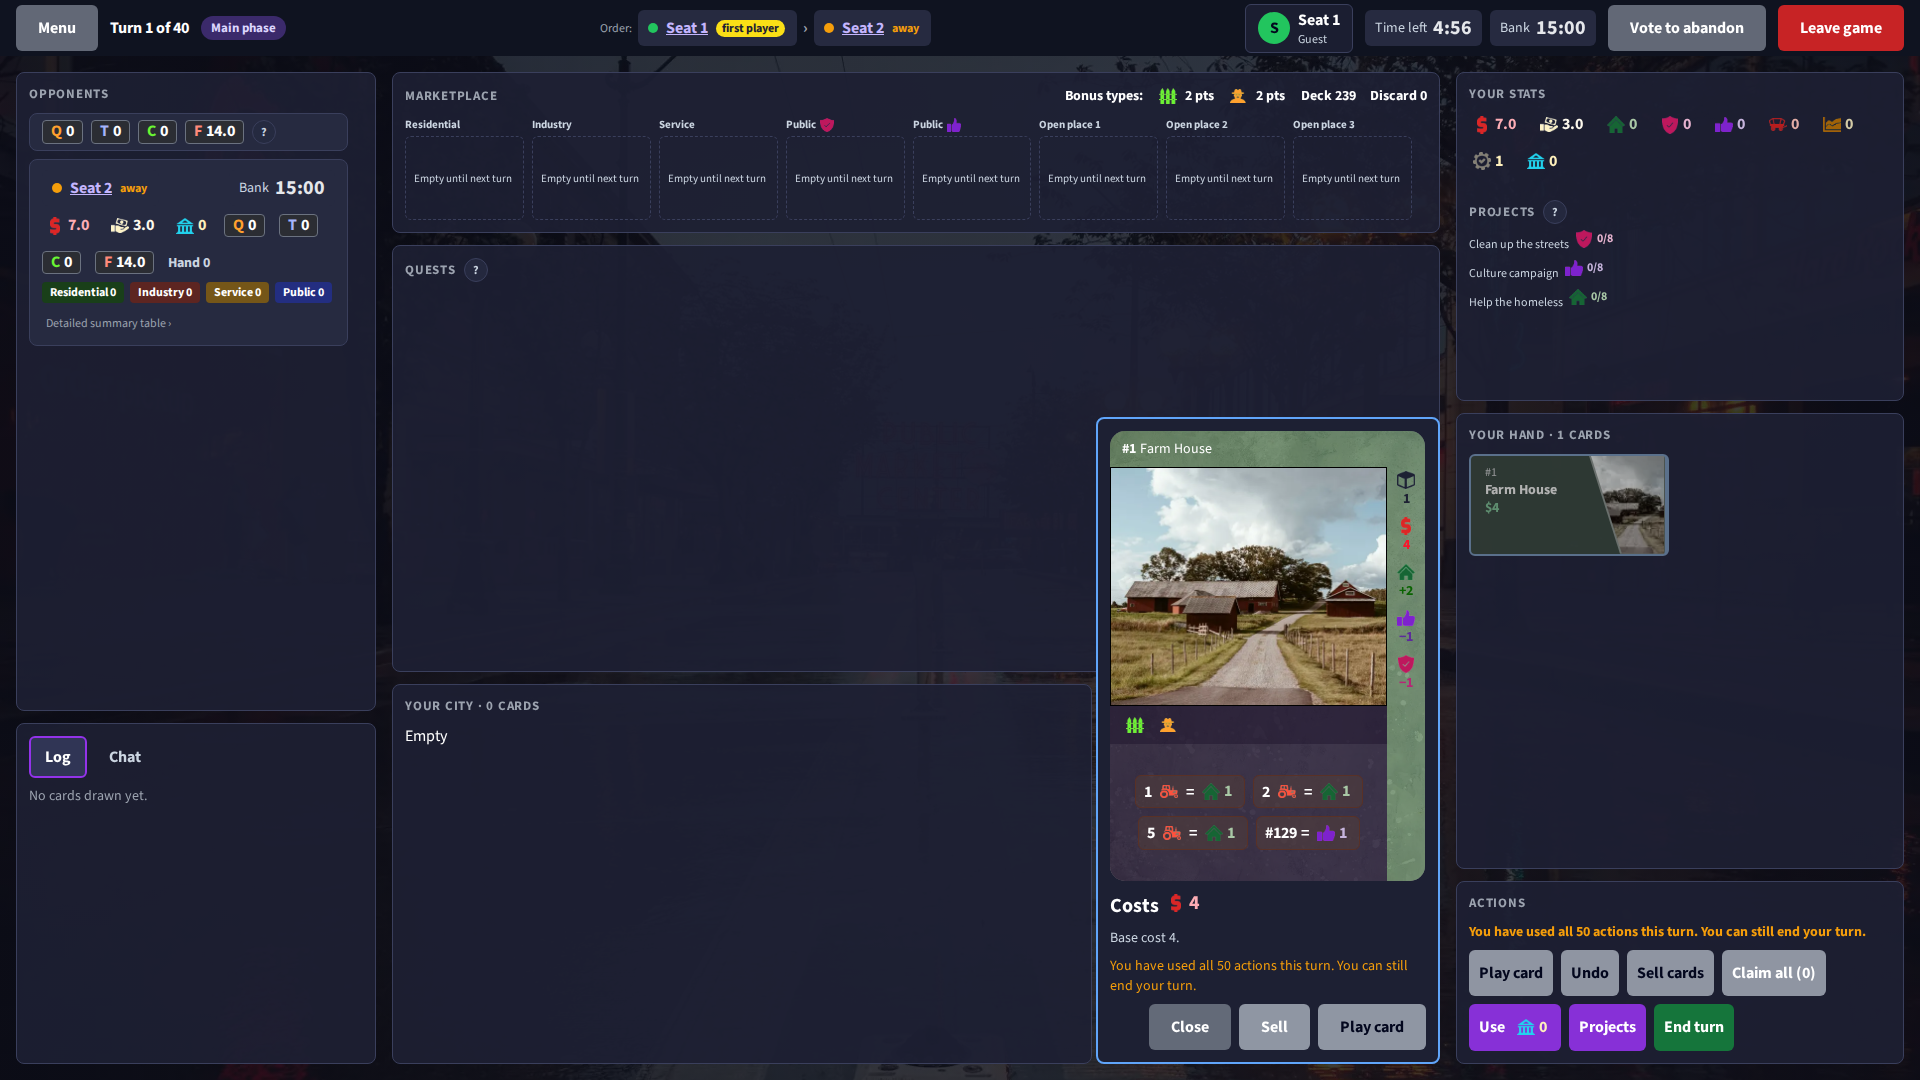 Menu
Turn 1 of 40
Main phase
Order:
Seat 1 first player
›
Seat 2 away
S
Seat 1
Guest
Time left 4:56
Bank 15:00
Vote to abandon
Leave game
OPPONENTS
Q 0
T 0
C 0
F 14.0
?
Seat 2 away
Bank 15:00
7.0
3.0
0
Q 0
T 0
C 0
F 14.0
Hand 0
Residential 0
Industry 0
Service 0
Public 0
Detailed summary table ›
Log
Chat
No cards drawn yet.
MARKETPLACE
Bonus types: 2 pts 2 pts Deck 239 Discard 0
Residential
Industry
Service
Public
Public
Open place 1
Open place 2
Open place 3
Empty until next turn
Empty until next turn
Empty until next turn
Empty until next turn
Empty until next turn
Empty until next turn
Empty until next turn
Empty until next turn
QUESTS ?
YOUR CITY · 0 CARDS
Empty
#1 Farm House
1
4
+2
−1
−1
1 = 1
2 = 1
5 = 1
#129 = 1
Costs $ 4
Base cost 4.
You have used all 50 actions this turn. You can still
end your turn.
Close
Sell
Play card
YOUR STATS
7.0
3.0
0
0
0
0
0
1
0
PROJECTS ?
Clean up the streets 0/8
Culture campaign 0/8
Help the homeless 0/8
YOUR HAND · 1 CARDS
#1
Farm House
$4
ACTIONS
You have used all 50 actions this turn. You can still end your turn.
Play card
Undo
Sell cards
Claim all (0)
Use 0
Projects
End turn